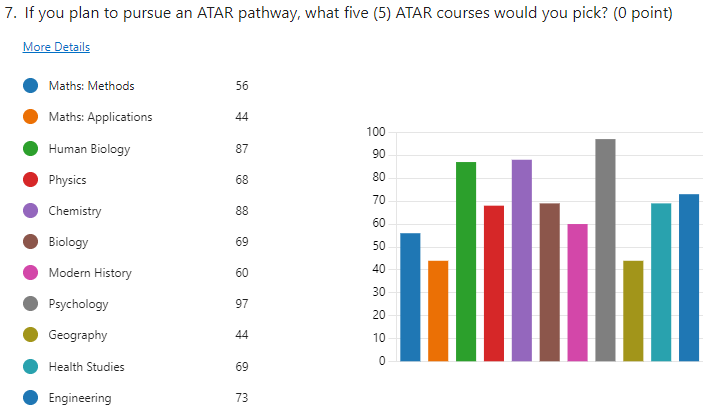 7. If you plan to pursue an ATAR pathway, what five (5) ATAR courses would you pick? (0 point)
More Details
Maths: Methods 56
Maths: Applications 44
Human Biology 87
Physics 68
Chemistry 88
Biology 69
Modern History 60
Psychology 97
Geography 44
Health Studies 69
Engineering 73
100
90
80
70
60
50
40
30
20
10
0